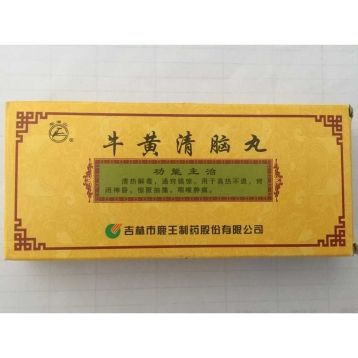 牛黄清脑丸
功能主治
清热解毒，通窍镇惊。用于高热不退，烦
闭神昏，惊厥抽搐，咽喉肿痛。
吉林市鹿王制药股份有限公司